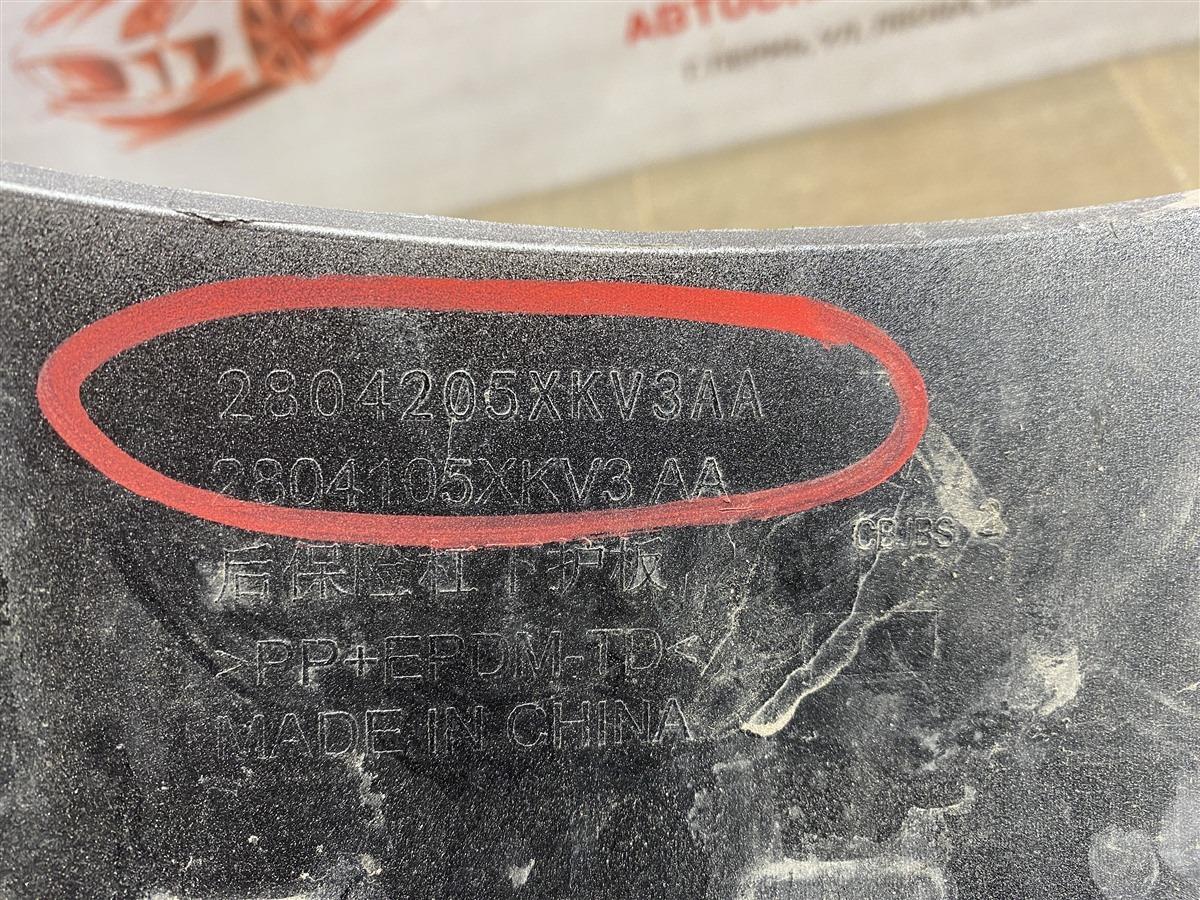 2804205XKV3AA
2804105XKV3 AA
后保险杠下护板
>PP+EPDM-TD<
MADE IN CHINA